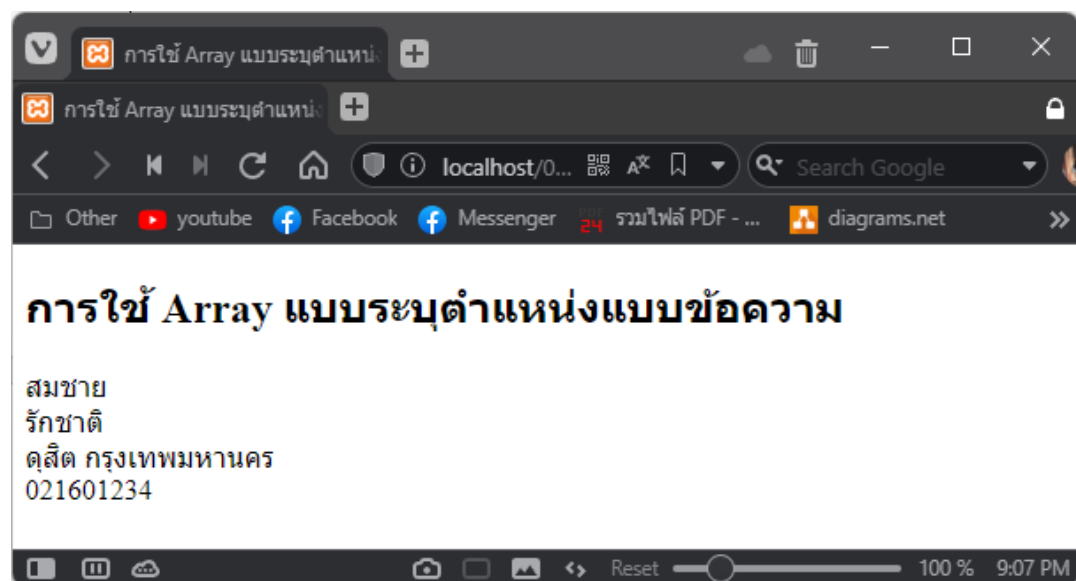 การใช้ Array แบบระบุตำแหน่ง
การใช้ Array แบบระบุตำแหน่ง
localhost/0... Search Google
Other youtube Facebook Messenger PDF 24 รวมไฟล์ PDF - ... diagrams.net
การใช้ Array แบบระบุตำแหน่งแบบข้อความ
สมชาย
รักชาติ
ดุสิต กรุงเทพมหานคร
021601234
Reset 100 % 9:07 PM